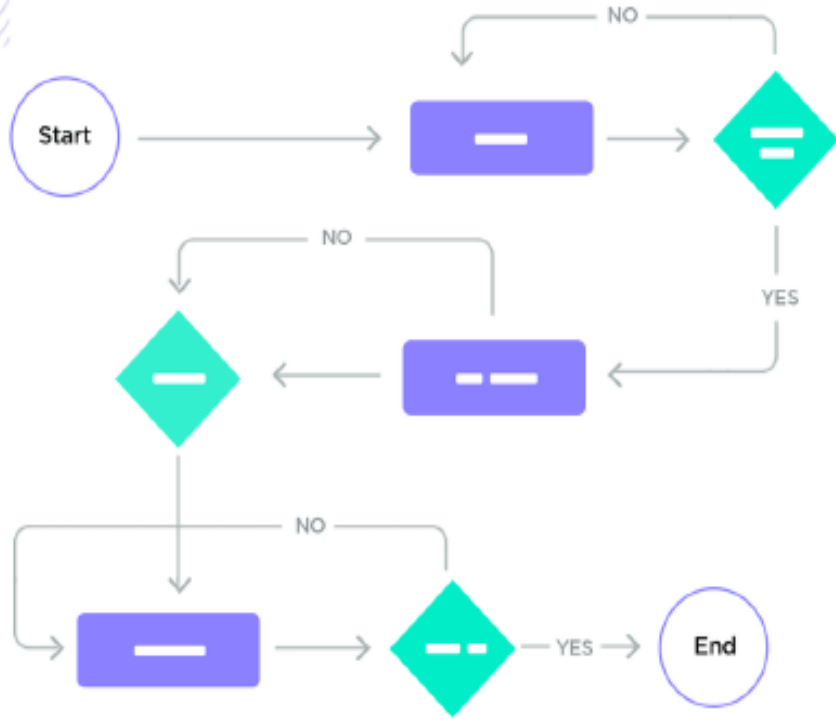 NO
Start
NO
YES
NO
YES
End